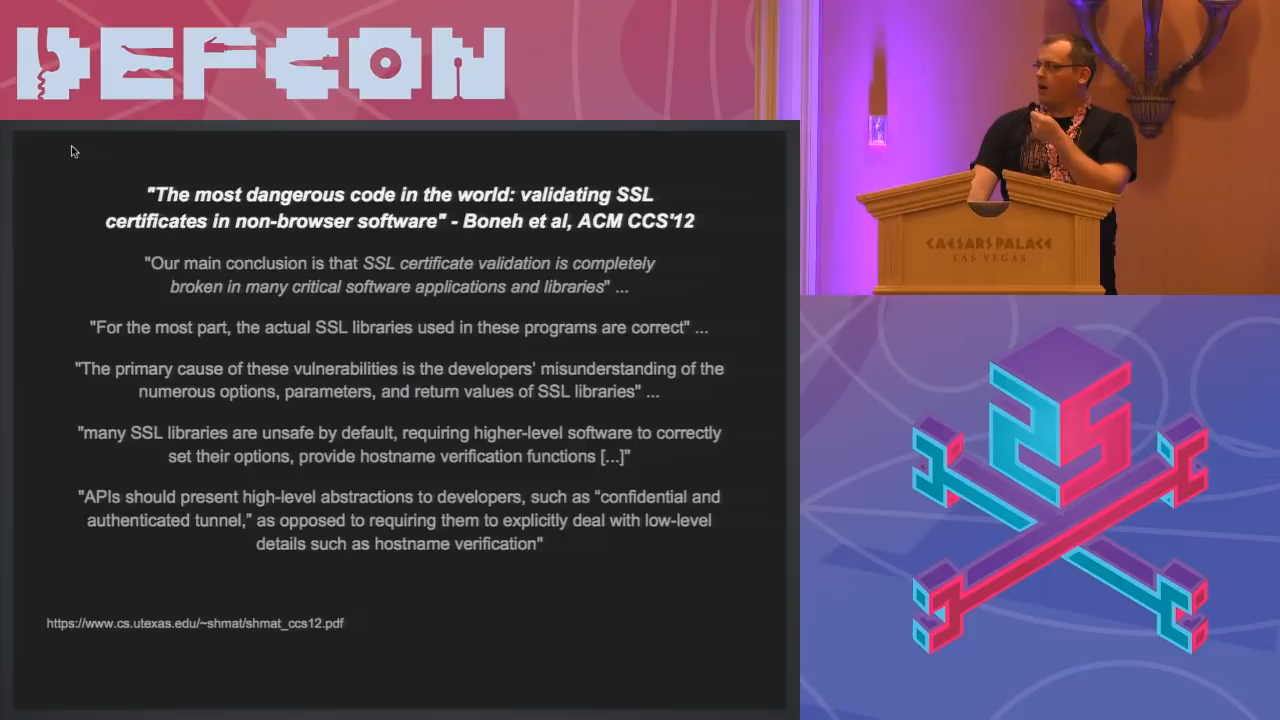 DEFCON
"The most dangerous code in the world: validating SSL
certificates in non-browser software" - Boneh et al, ACM CCS'12
"Our main conclusion is that SSL certificate validation is completely
broken in many critical software applications and libraries" ...
"For the most part, the actual SSL libraries used in these programs are correct" ...
"The primary cause of these vulnerabilities is the developers' misunderstanding of the
numerous options, parameters, and return values of SSL libraries" ...
"many SSL libraries are unsafe by default, requiring higher-level software to correctly
set their options, provide hostname verification functions [...]"
"APIs should present high-level abstractions to developers, such as “confidential and
authenticated tunnel,” as opposed to requiring them to explicitly deal with low-level
details such as hostname verification"
https://www.cs.utexas.edu/~shmat/shmat_ccs12.pdf
CAESARS PALACE
LAS VEGAS
25